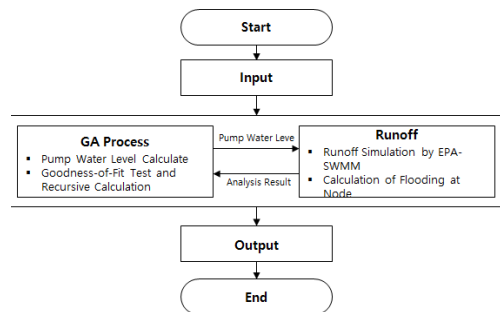 Start
Input
GA Process
▪ Pump Water Level Calculate
▪ Goodness-of-Fit Test and
Recursive Calculation
Pump Water Leve
Analysis Result
Runoff
▪ Runoff Simulation by EPA-
SWMM
▪ Calculation of Flooding at
Node
Output
End